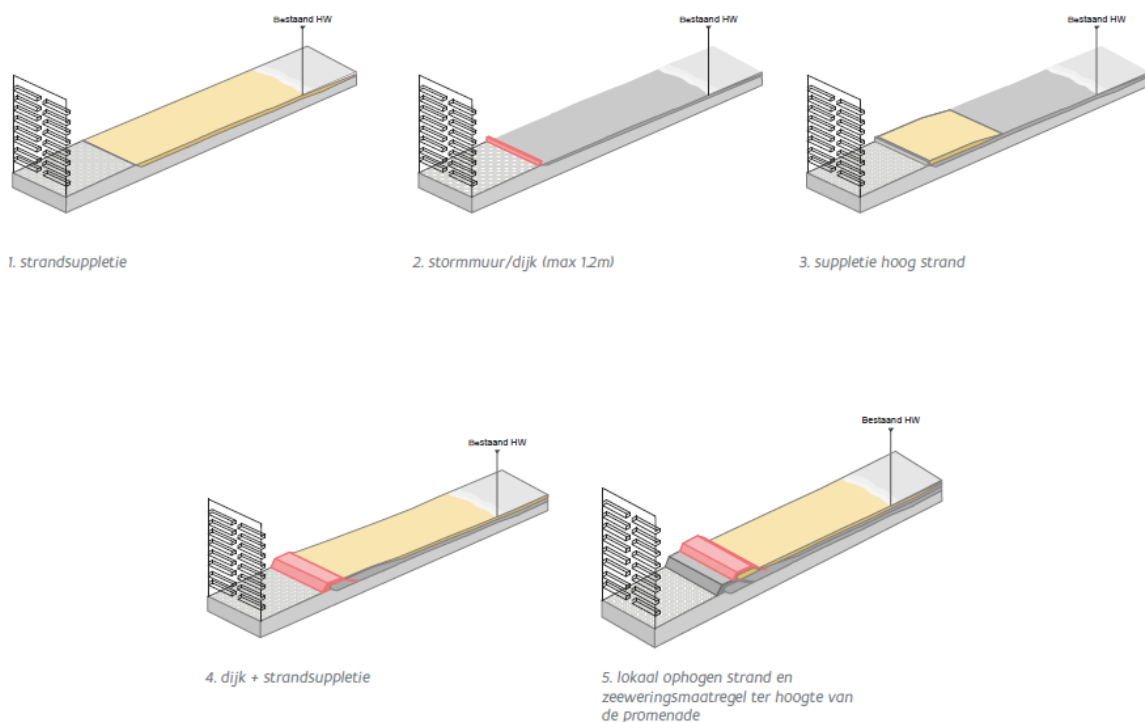 Bestaand HW
Bestaand HW
Bestaand HW
1. strandsuppletie
2. stormmuur/dijk (max 1.2m)
3. suppletie hoog strand
Bestaand HW
Bestaand HW
4. dijk + strandsuppletie
5. lokaal ophogen strand en
zeeweringsmaatregel ter hoogte van
de promenade